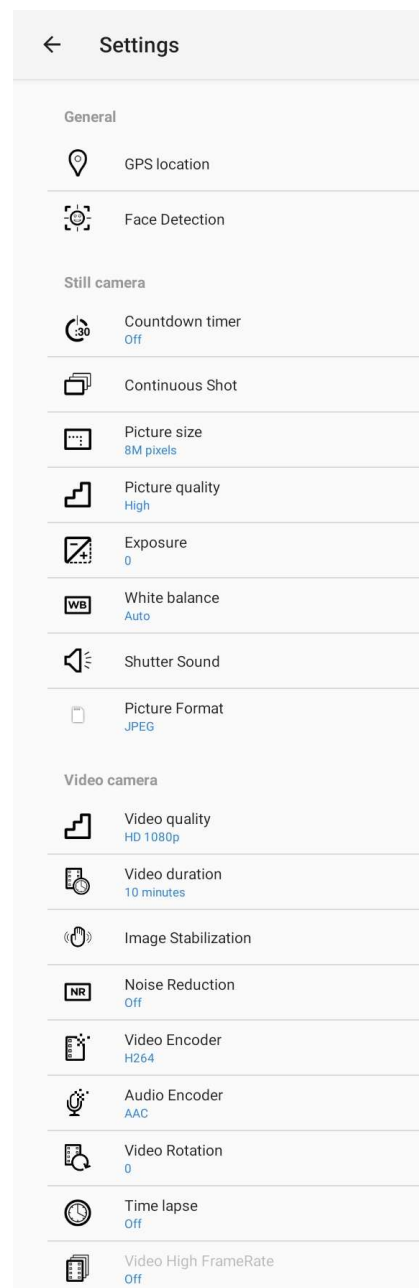 Settings
General
GPS location
Face Detection
Still camera
:30
Countdown timer
Off
Continuous Shot
Picture size
8M pixels
Picture quality
High
Exposure
0
WB
White balance
Auto
Shutter Sound
Picture Format
JPEG
Video camera
Video quality
HD 1080p
Video duration
10 minutes
Image Stabilization
NR
Noise Reduction
Off
Video Encoder
H264
Audio Encoder
AAC
Video Rotation
0
Time lapse
Off
Video High FrameRate
Off